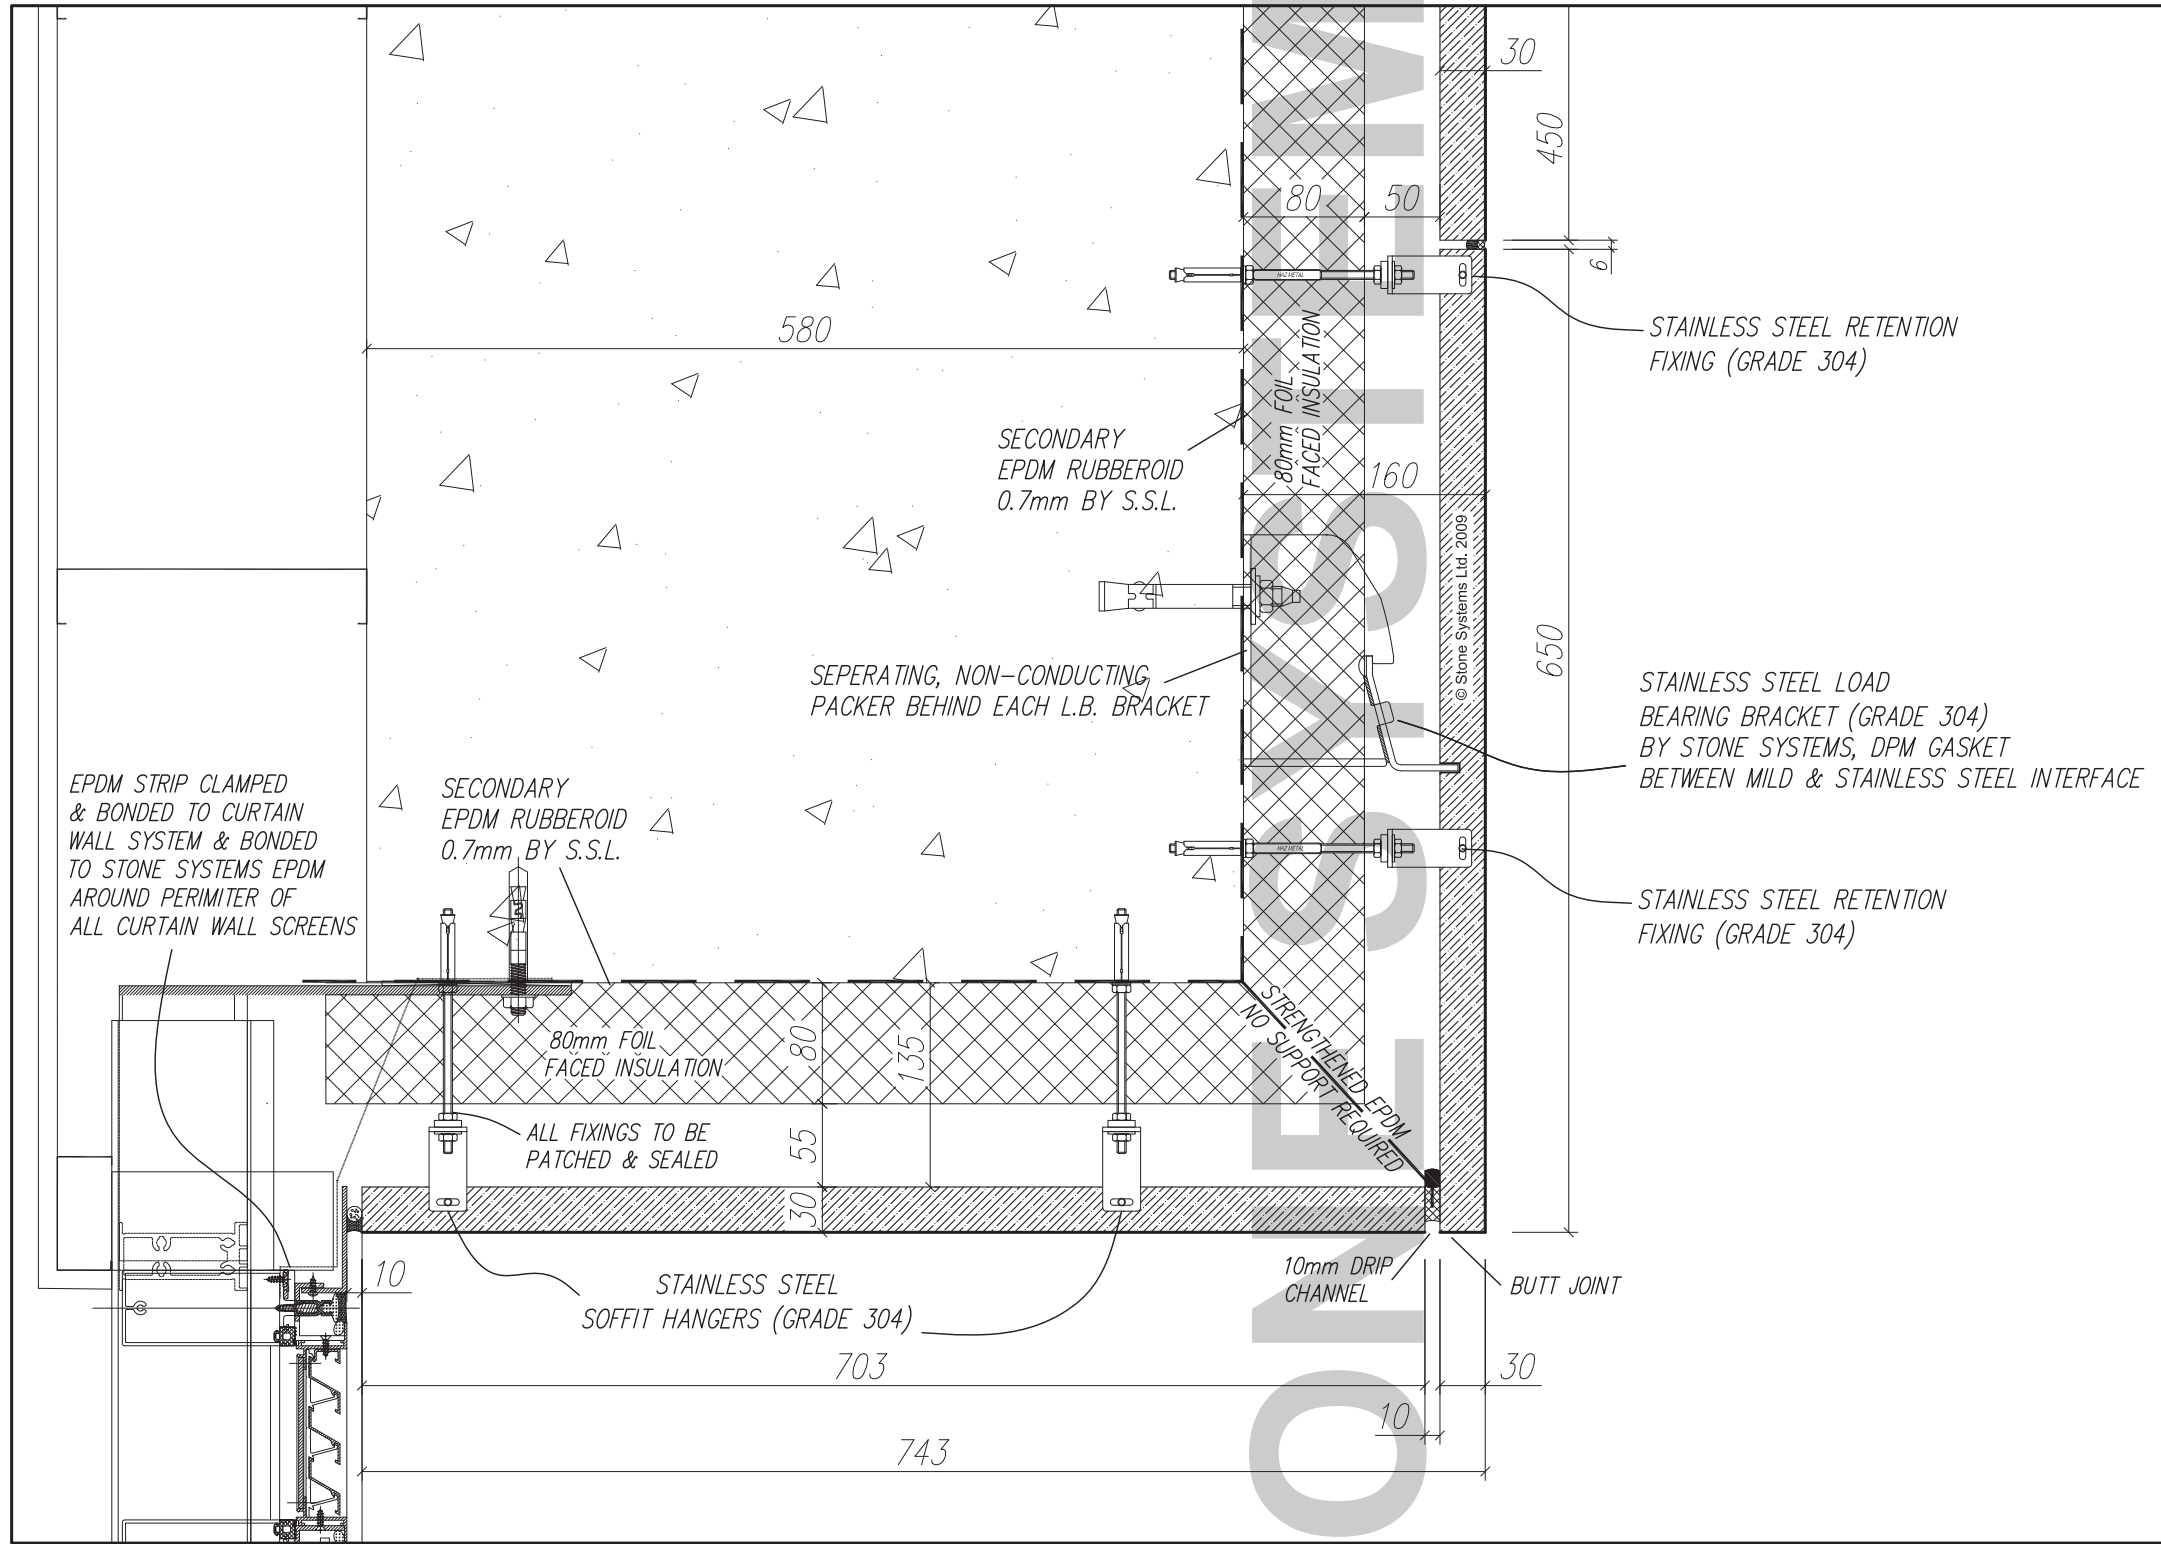 30
450
80 50
6
580
STAINLESS STEEL RETENTION
FIXING (GRADE 304)
HAZ METAL
80mm FOIL
FACED INSULATION
SECONDARY
EPDM RUBBEROID
0.7mm BY S.S.L.
160
© Stone Systems Ltd. 2009
650
SEPERATING, NON-CONDUCTING
PACKER BEHIND EACH L.B. BRACKET
STAINLESS STEEL LOAD
BEARING BRACKET (GRADE 304)
BY STONE SYSTEMS, DPM GASKET
BETWEEN MILD & STAINLESS STEEL INTERFACE
EPDM STRIP CLAMPED
& BONDED TO CURTAIN
WALL SYSTEM & BONDED
TO STONE SYSTEMS EPDM
AROUND PERIMITER OF
ALL CURTAIN WALL SCREENS
SECONDARY
EPDM RUBBEROID
0.7mm BY S.S.L.
HAZ METAL
STAINLESS STEEL RETENTION
FIXING (GRADE 304)
80mm FOIL
FACED INSULATION
80
135
STRENGTHENED EPDM
NO SUPPORT REQUIRED
ALL FIXINGS TO BE
PATCHED & SEALED
55
30
10
STAINLESS STEEL
SOFFIT HANGERS (GRADE 304)
10mm DRIP
CHANNEL
BUTT JOINT
703
30
10
743
ONE SYSTEM